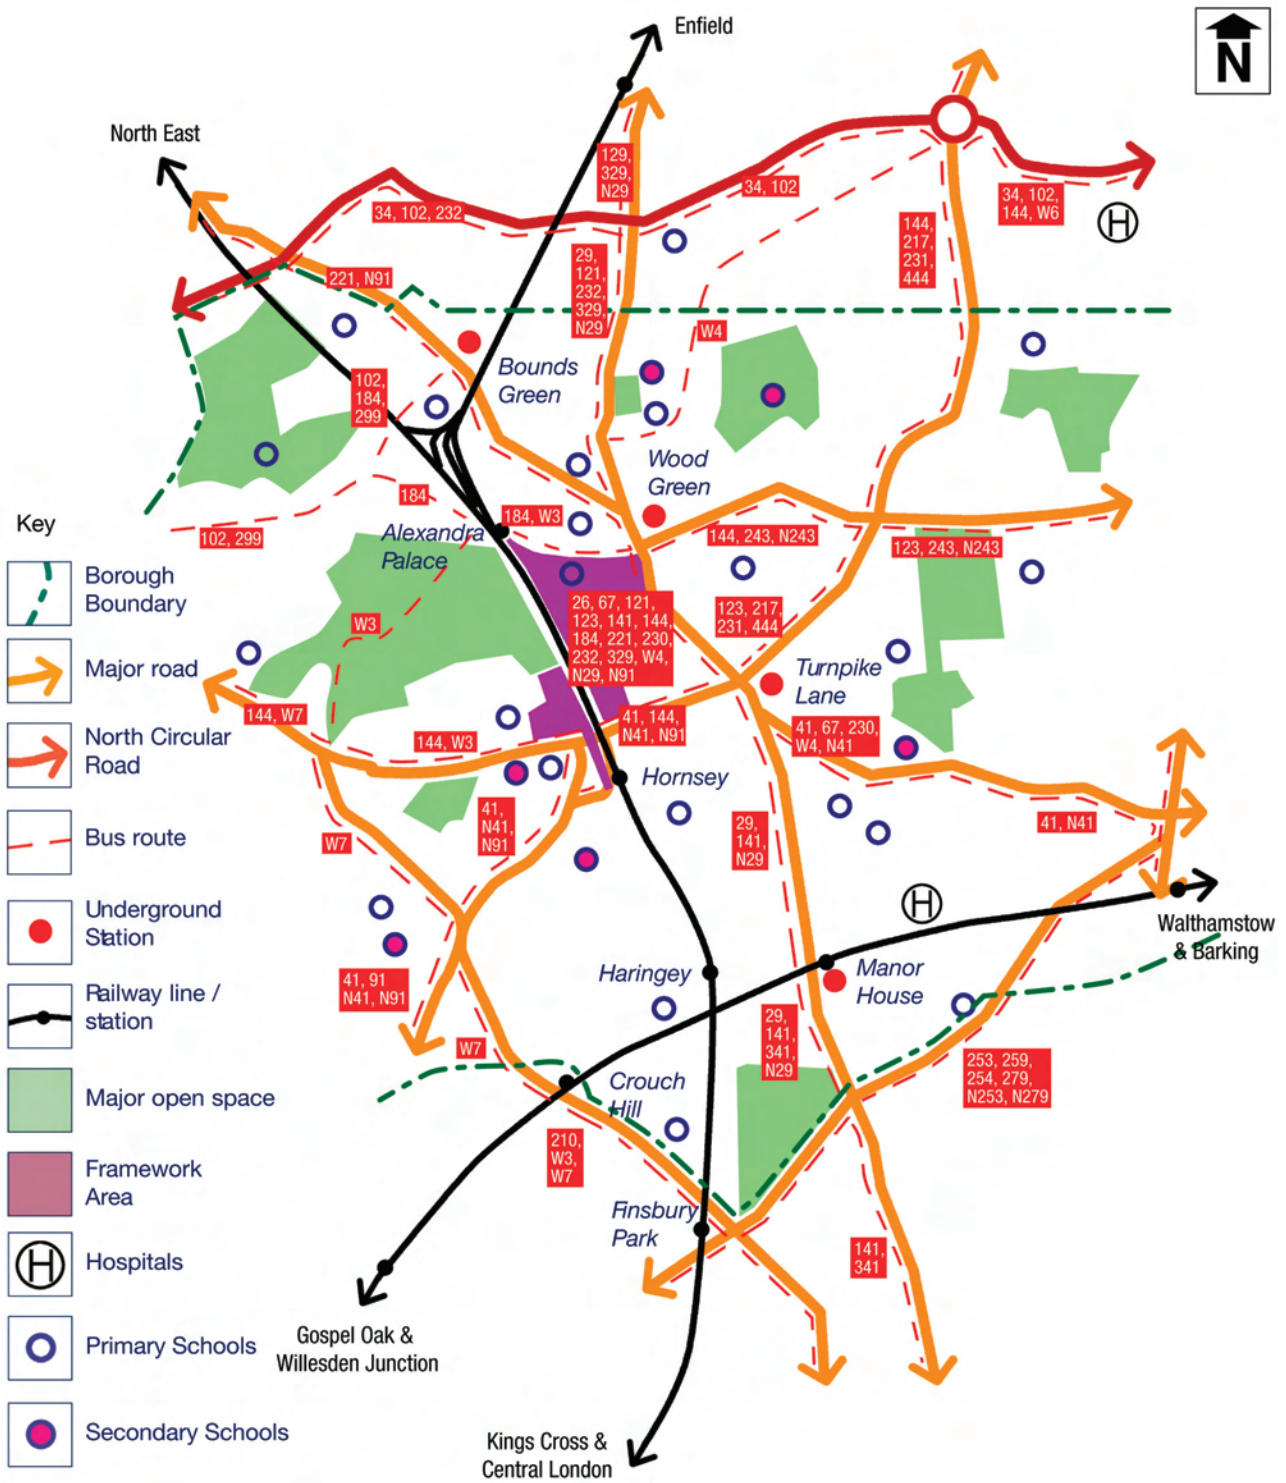 Enfield
N
North East
129,
329,
N29
34, 102
34, 102,
144, W6
H
34, 102, 232
144,
217,
231,
444
29,
121,
232,
329,
N29
221, N91
W4
Bounds
Green
102,
184,
299
Wood
Green
184
184, W3
Alexandra
Palace
102, 299
144, 243, N243
123, 243, N243
Key
Borough
Boundary
Major road
North Circular
Road
Bus route
Underground
Station
Railway line /
station
Major open space
Framework
Area
H
Hospitals
Primary Schools
Secondary Schools
26, 67, 121,
123, 141, 144,
184, 221, 230,
232, 329, W4,
N29, N91
123, 217,
231, 444
W3
Turnpike
Lane
144, W7
41, 144,
N41, N91
41, 67, 230,
W4, N41
144, W3
Hornsey
41,
N41,
N91
W7
29,
141,
N29
41, N41
H
Walthamstow
& Barking
Haringey
Manor
House
41, 91
N41, N91
W7
29,
141,
341,
N29
253, 259,
254, 279,
N253, N279
Crouch
Hill
210,
W3,
W7
Finsbury
Park
141,
341
Gospel Oak &
Willesden Junction
Kings Cross &
Central London